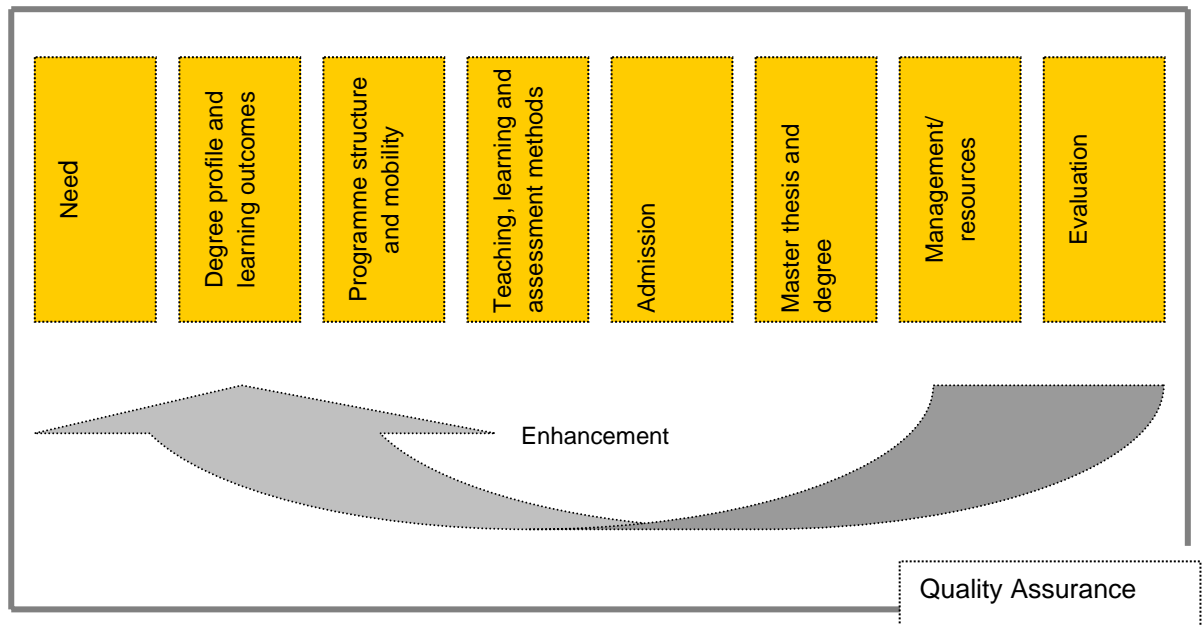 Need
Degree profile and
learning outcomes
Programme structure
and mobility
Teaching, learning and
assessment methods
Admission
Master thesis and
degree
Management/
resources
Evaluation
Enhancement
Quality Assurance